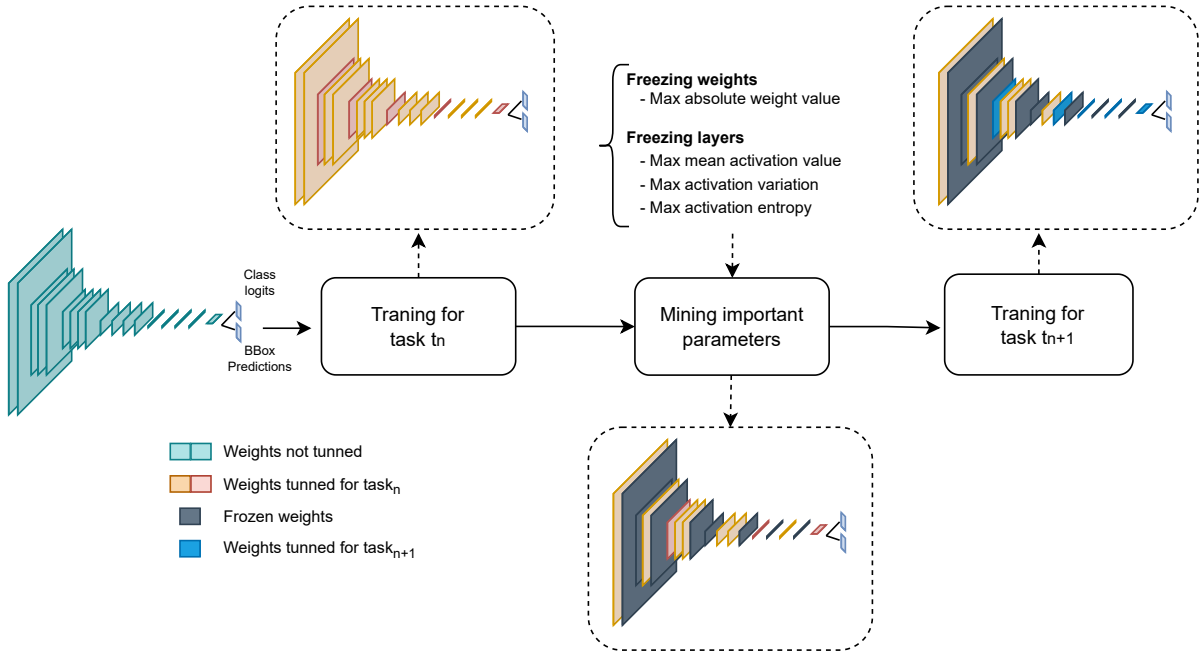 Freezing weights
- Max absolute weight value
Freezing layers
- Max mean activation value
- Max activation variation
- Max activation entropy
Class
logits
BBox
Predictions
Traning for
task tn
Mining important
parameters
Traning for
task tn+1
Weights not tunned
Weights tunned for taskn
Frozen weights
Weights tunned for taskn+1